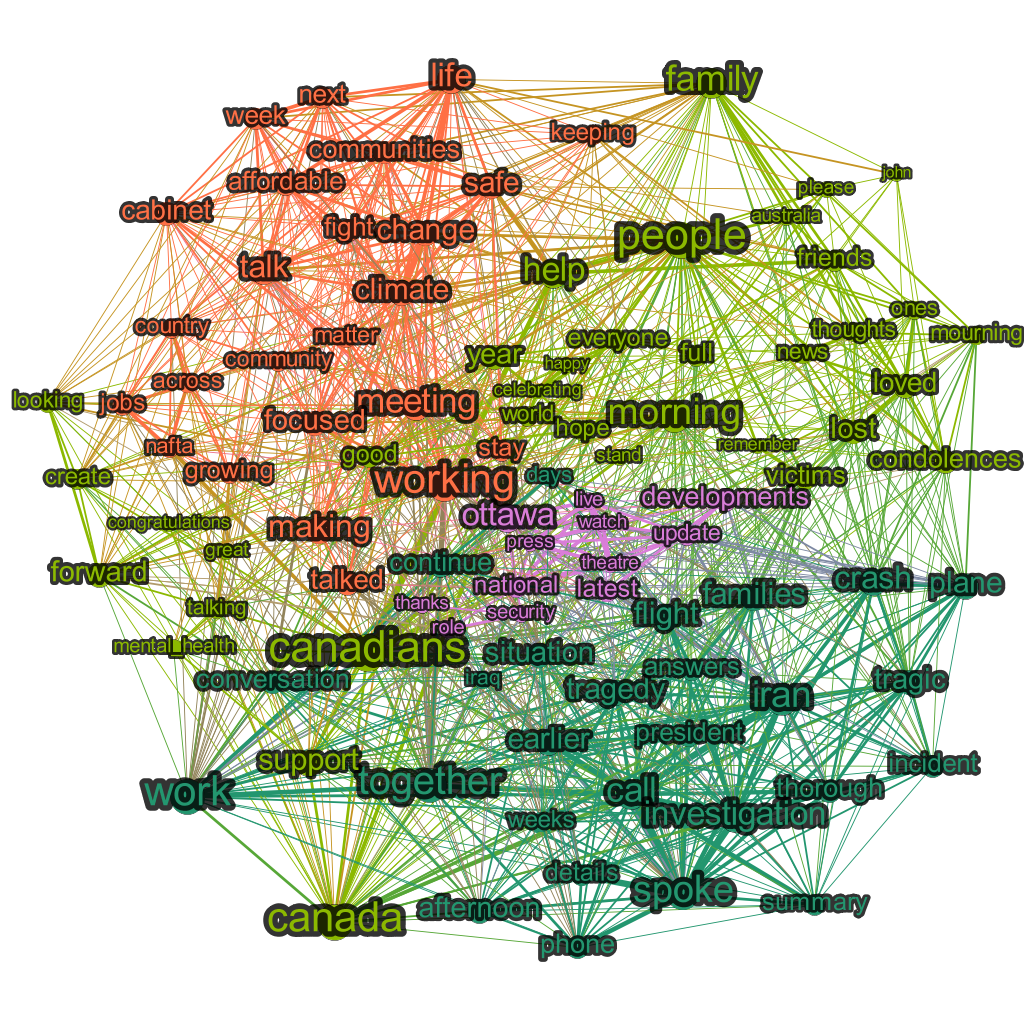 life
family
next
week
keeping
communities
john
affordable
safe
please
cabinet
australia
fight
change
people
talk
help
friends
climate
ones
country
matter
thoughts
mourning
everyone
community
year
full
news
happy
across
loved
celebrating
looking
jobs
meeting
world
morning
focused
hope
lost
nafta
good
stay
stand
remember
condolences
growing
create
working
days
victims
live
developments
congratulations
ottawa
watch
making
press
update
great
continue
theatre
forward
talked
national
latest
crash
plane
families
talking
thanks
security
flight
role
mental_health
canadians
situation
conversation
iraq
answers
tragic
tragedy
iran
earlier
president
support
incident
work
together
call
thorough
weeks
investigation
details
spoke
canada
afternoon
summary
phone